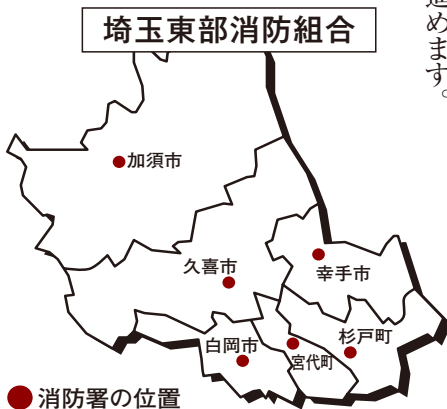 進めます。
埼玉東部消防組合
加須市
久喜市
幸手市
白岡市
宮代町
杉戸町
消防署の位置